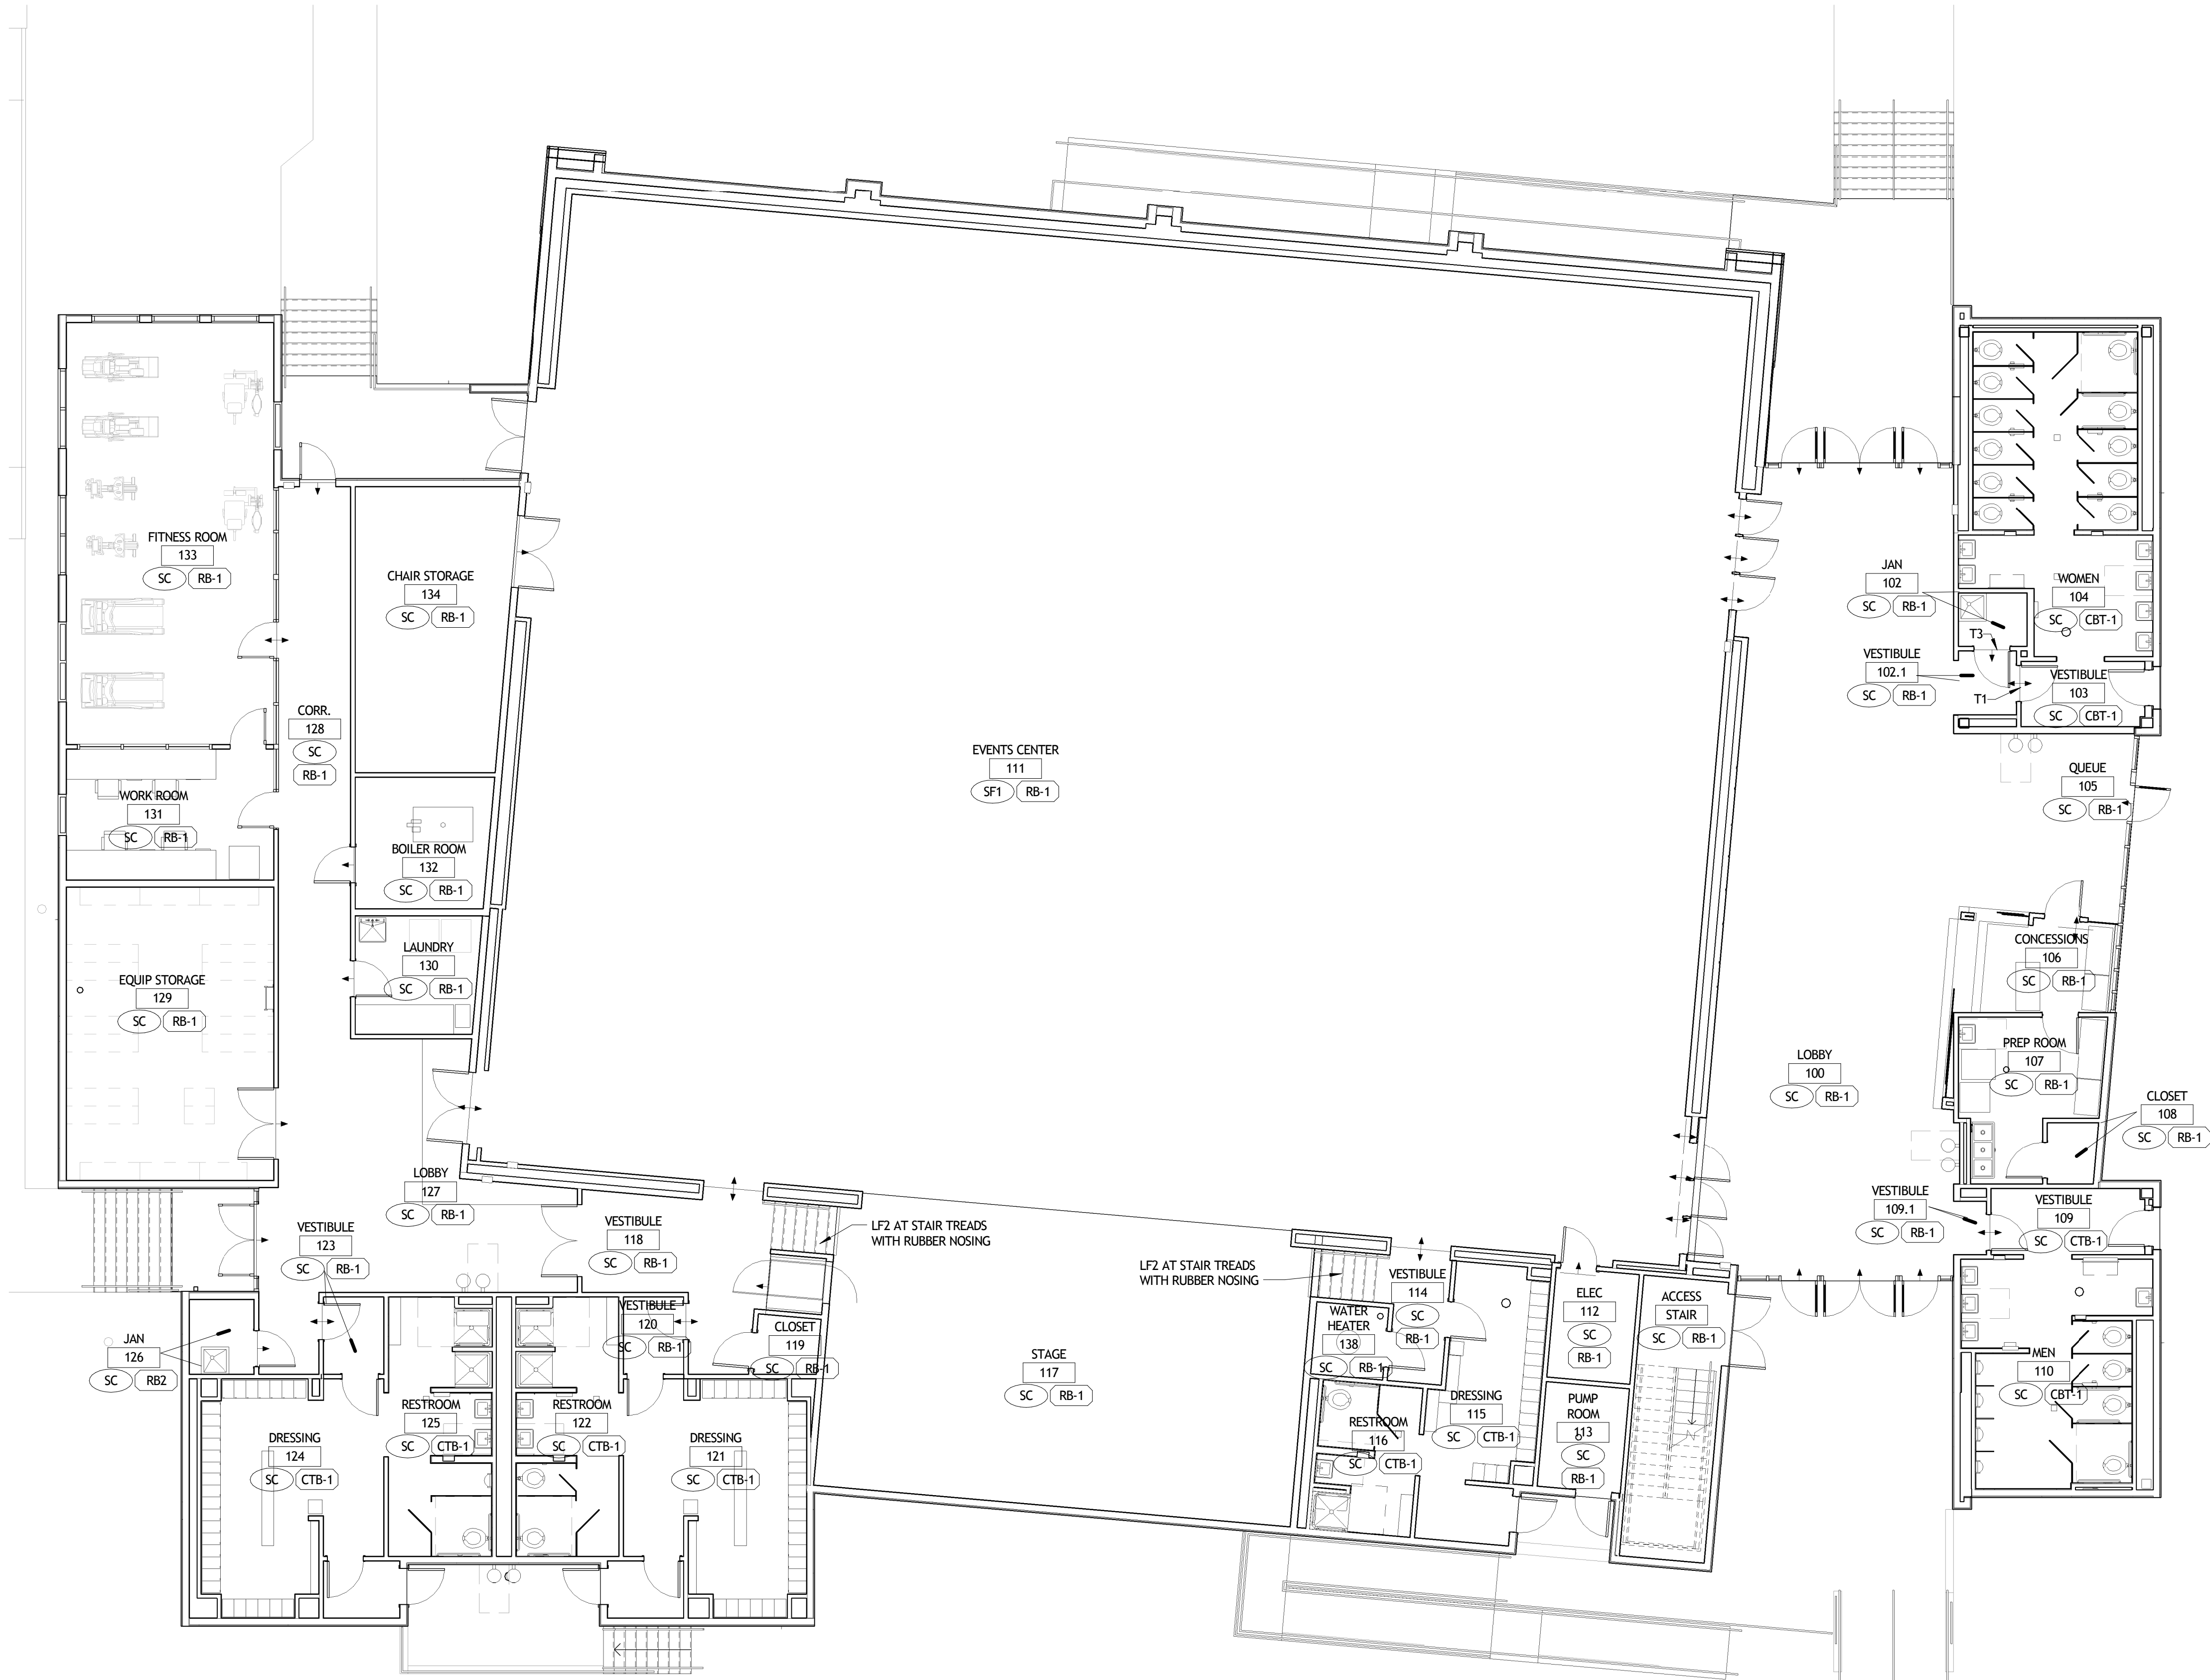 FITNESS ROOM
133
SC RB-1
CHAIR STORAGE
134
SC RB-1
JAN
102
SC RB-1
WOMEN
104
SC CBT-1
T3
VESTIBULE
102.1
SC RB-1
T1
VESTIBULE
103
SC CBT-1
CORR.
128
SC
RB-1
EVENTS CENTER
111
SF1 RB-1
QUEUE
105
SC RB-1
WORK ROOM
131
SC RB-1
BOILER ROOM
132
SC RB-1
LAUNDRY
130
SC RB-1
CONCESSIONS
106
SC RB-1
EQUIP STORAGE
129
SC RB-1
PREP ROOM
107
SC RB-1
LOBBY
100
SC RB-1
CLOSET
108
SC RB-1
LOBBY
127
SC RB-1
VESTIBULE
109.1
SC RB-1
VESTIBULE
109
SC CTB-1
VESTIBULE
123
SC RB-1
VESTIBULE
118
SC RB-1
LF2 AT STAIR TREADS
WITH RUBBER NOSING
LF2 AT STAIR TREADS
WITH RUBBER NOSING
VESTIBULE
114
SC
RB-1
ELEC
112
SC
RB-1
ACCESS
STAIR
SC RB-1
VESTIBULE
120
SC RB-1
WATER
HEATER
138
SC RB-1
JAN
126
SC RB2
CLOSET
119
SC RB-1
STAGE
117
SC RB-1
MEN
110
SC CBT-1
RESTROOM
125
SC CTB-1
RESTROOM
122
SC CTB-1
DRESSING
115
SC CTB-1
PUMP
ROOM
113
SC
RB-1
RESTROOM
116
SC CTB-1
DRESSING
124
SC CTB-1
DRESSING
121
SC CTB-1